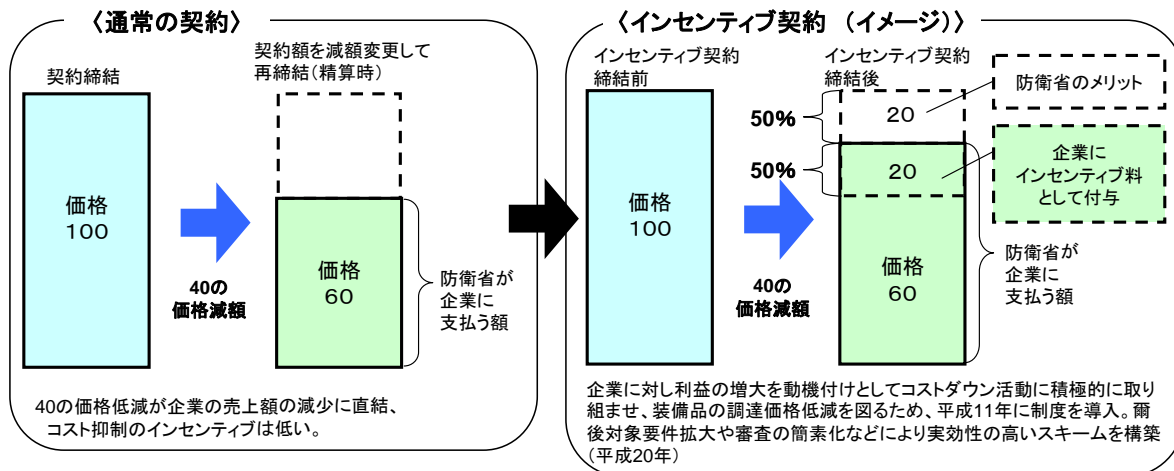 〈通常の契約〉
契約締結
契約額を減額変更して
再締結(精算時)
価格
100
40の
価格減額
価格
60
防衛省が
企業に
支払う額
40の価格低減が企業の売上額の減少に直結、
コスト抑制のインセンティブは低い。
〈インセンティブ契約 (イメージ)〉
インセンティブ契約
締結前
インセンティブ契約
締結後
価格
100
40の
価格減額
50%
50%
20
20
価格
60
防衛省のメリット
企業に
インセンティブ料
として付与
防衛省が
企業に
支払う額
企業に対し利益の増大を動機付けとしてコストダウン活動に積極的に取り
組ませ、装備品の調達価格低減を図るため、平成11年に制度を導入。爾
後対象要件拡大や審査の簡素化などにより実効性の高いスキームを構築
(平成20年)